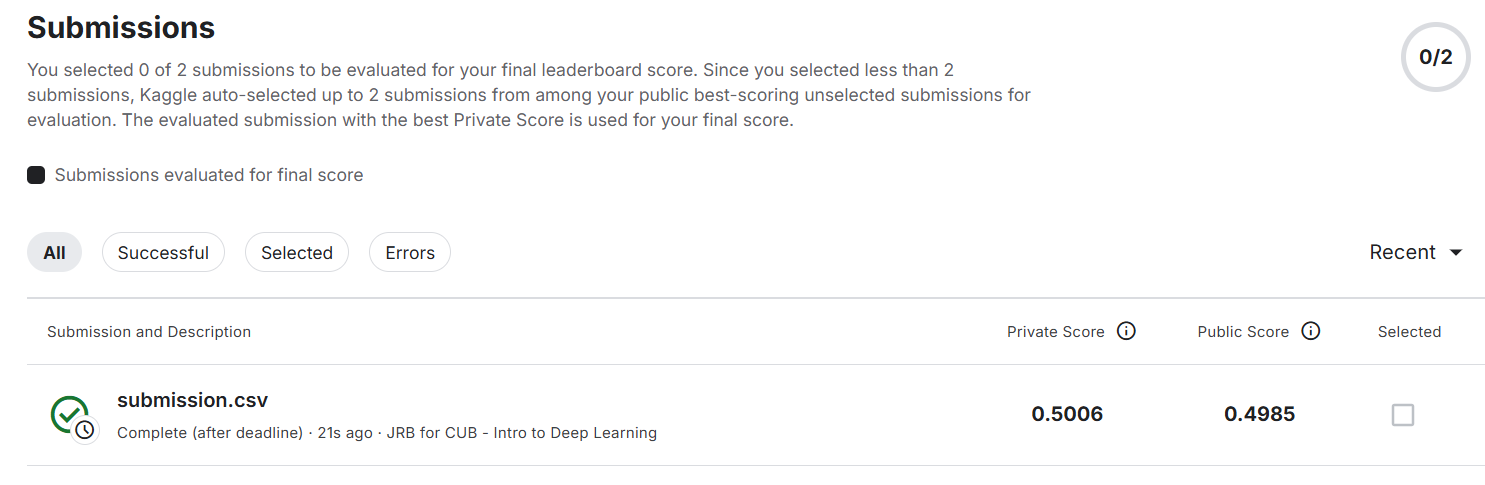 Submissions
0/2
You selected 0 of 2 submissions to be evaluated for your final leaderboard score. Since you selected less than 2
submissions, Kaggle auto-selected up to 2 submissions from among your public best-scoring unselected submissions for
evaluation. The evaluated submission with the best Private Score is used for your final score.
Submissions evaluated for final score
All Successful Selected Errors Recent
Submission and Description Private Score Public Score Selected
submission.csv
Complete (after deadline) · 21s ago · JRB for CUB - Intro to Deep Learning
0.5006 0.4985